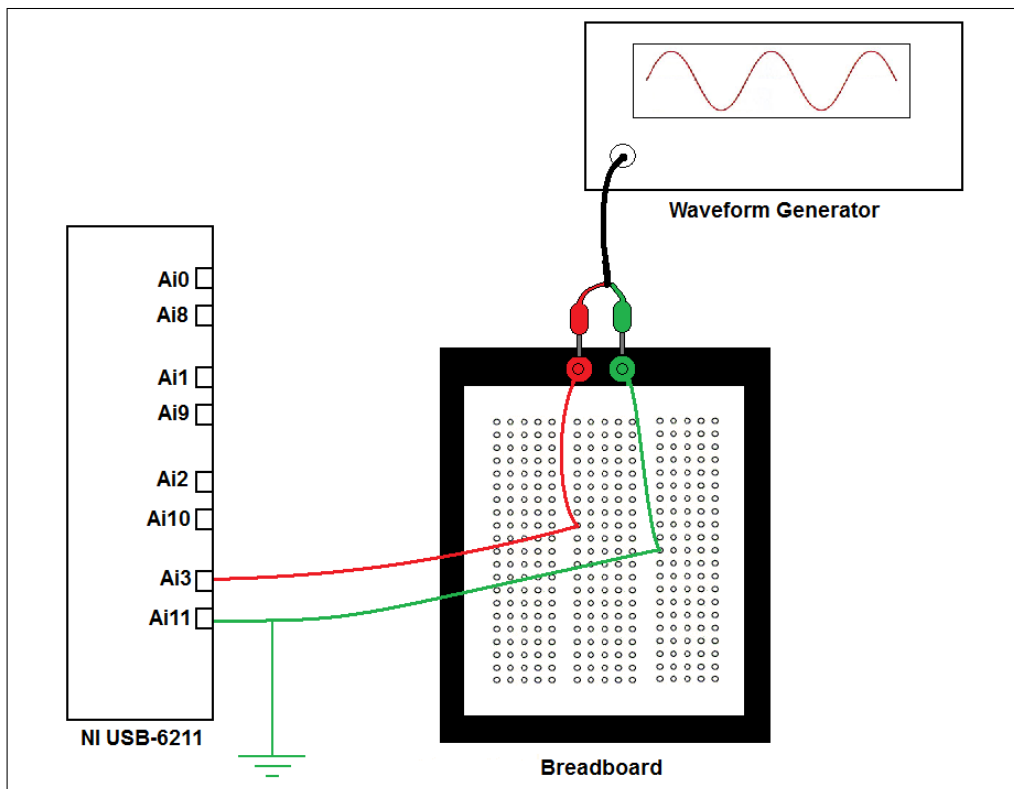 Waveform Generator
Ai0
Ai8
Ai1
Ai9
Ai2
Ai10
Ai3
Ai11
NI USB-6211
Breadboard